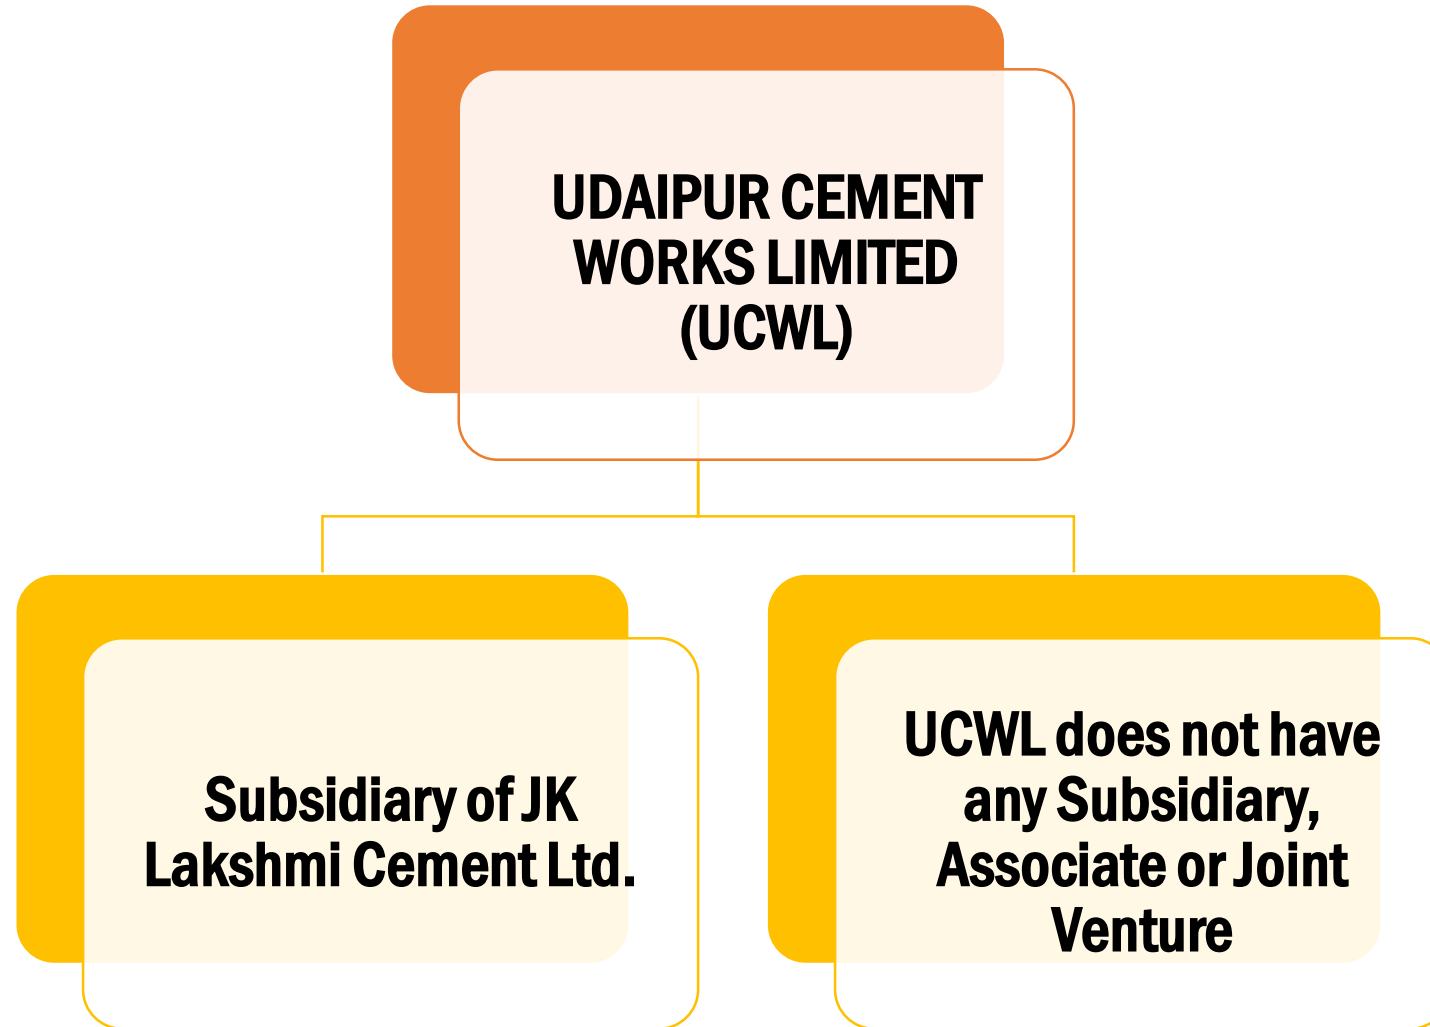 UDAIPUR CEMENT
WORKS LIMITED
(UCWL)
Subsidiary of JK
Lakshmi Cement Ltd.
UCWL does not have
any Subsidiary,
Associate or Joint
Venture